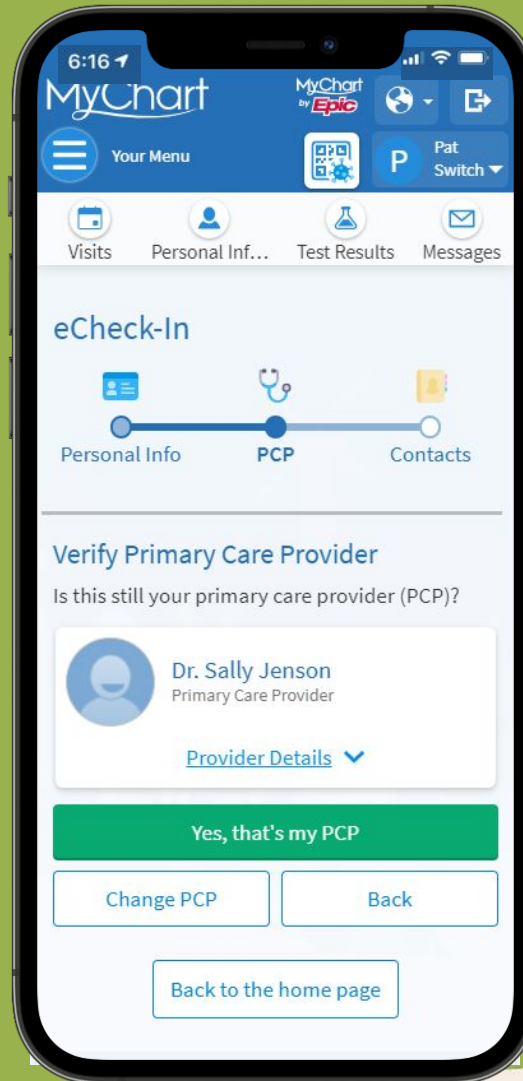 6:16
MyChart
MyChart
by Epic
Your Menu
P
Pat
Switch
Visits
Personal Inf...
Test Results
Messages
eCheck-In
Personal Info
PCP
Contacts
Verify Primary Care Provider
Is this still your primary care provider (PCP)?
Dr. Sally Jenson
Primary Care Provider
Provider Details
Yes, that's my PCP
Change PCP
Back
Back to the home page